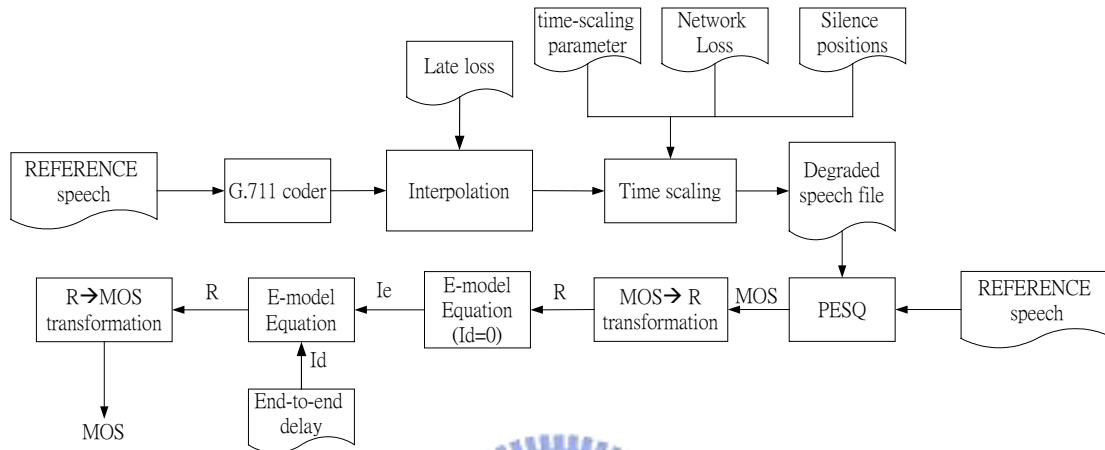 time-scaling
parameter
Network
Loss
Silence
positions
Late loss
REFERENCE
speech
G.711 coder
Interpolation
Time scaling
Degraded
speech file
R→MOS
transformation
R
E-model
Equation
Ie
E-model
Equation
(Id=0)
R
MOS→ R
transformation
MOS
PESQ
REFERENCE
speech
Id
End-to-end
delay
MOS